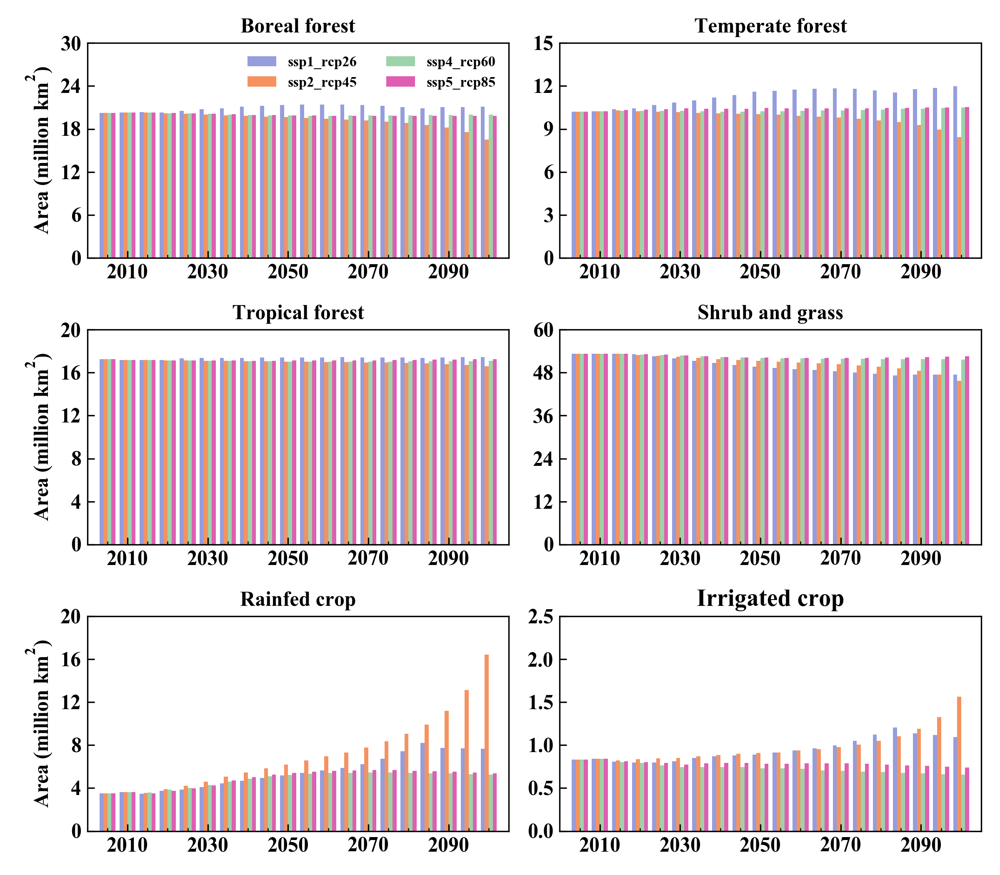 Boreal forest
Area (million km²)
30
24
18
12
6
0
ssp1_rcp26
ssp2_rcp45
ssp4_rcp60
ssp5_rcp85
2010 2030 2050 2070 2090
Temperate forest
15
12
9
6
3
0
2010 2030 2050 2070 2090
Tropical forest
Area (million km²)
20
16
12
8
4
0
2010 2030 2050 2070 2090
Shrub and grass
60
48
36
24
12
0
2010 2030 2050 2070 2090
Rainfed crop
Area (million km²)
20
16
12
8
4
0
2010 2030 2050 2070 2090
Irrigated crop
2.5
2.0
1.5
1.0
0.5
0.0
2010 2030 2050 2070 2090